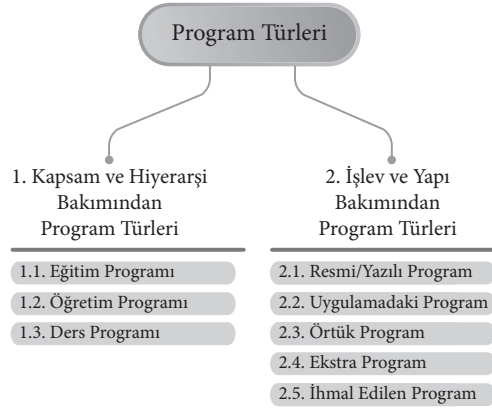 Program Türleri
1. Kapsam ve Hiyerarşi
Bakımından
Program Türleri
1.1. Eğitim Programı
1.2. Öğretim Programı
1.3. Ders Programı
2. İşlev ve Yapı
Bakımından
Program Türleri
2.1. Resmi/Yazılı Program
2.2. Uygulamadaki Program
2.3. Örtük Program
2.4. Ekstra Program
2.5. İhmal Edilen Program